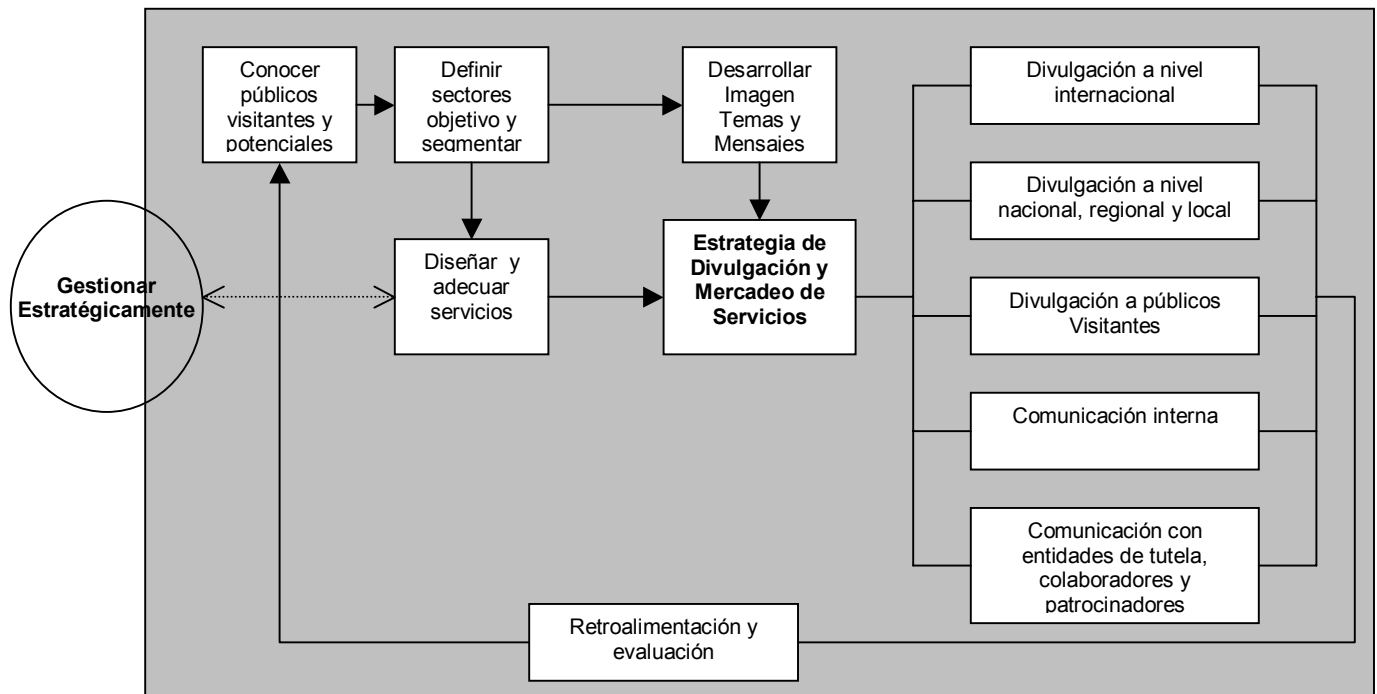 Conocer
públicos
visitantes y
potenciales
Definir
sectores
objetivo y
segmentar
Desarrollar
Imagen
Temas y
Mensajes
Divulgación a nivel
internacional
Divulgación a nivel
nacional, regional y local
Gestionar
Estratégicamente
Diseñar y
adecuar
servicios
Estrategia de
Divulgación y
Mercadeo de
Servicios
Divulgación a públicos
Visitantes
Comunicación interna
Comunicación con
entidades de tutela,
colaboradores y
patrocinadores
Retroalimentación y
evaluación